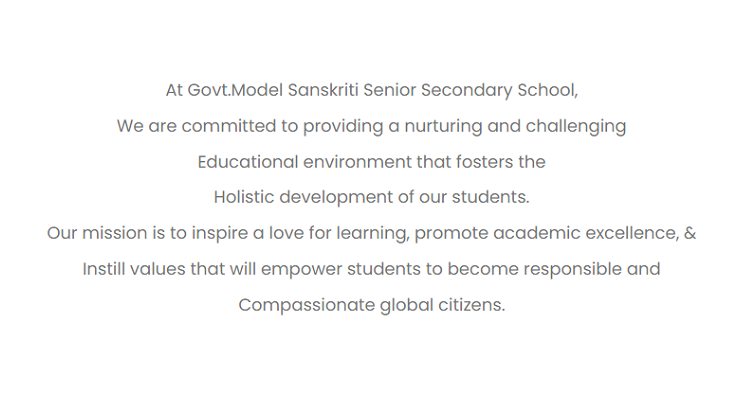 At Govt.Model Sanskriti Senior Secondary School,
We are committed to providing a nurturing and challenging
Educational environment that fosters the
Holistic development of our students.
Our mission is to inspire a love for learning, promote academic excellence, &
Instill values that will empower students to become responsible and
Compassionate global citizens.